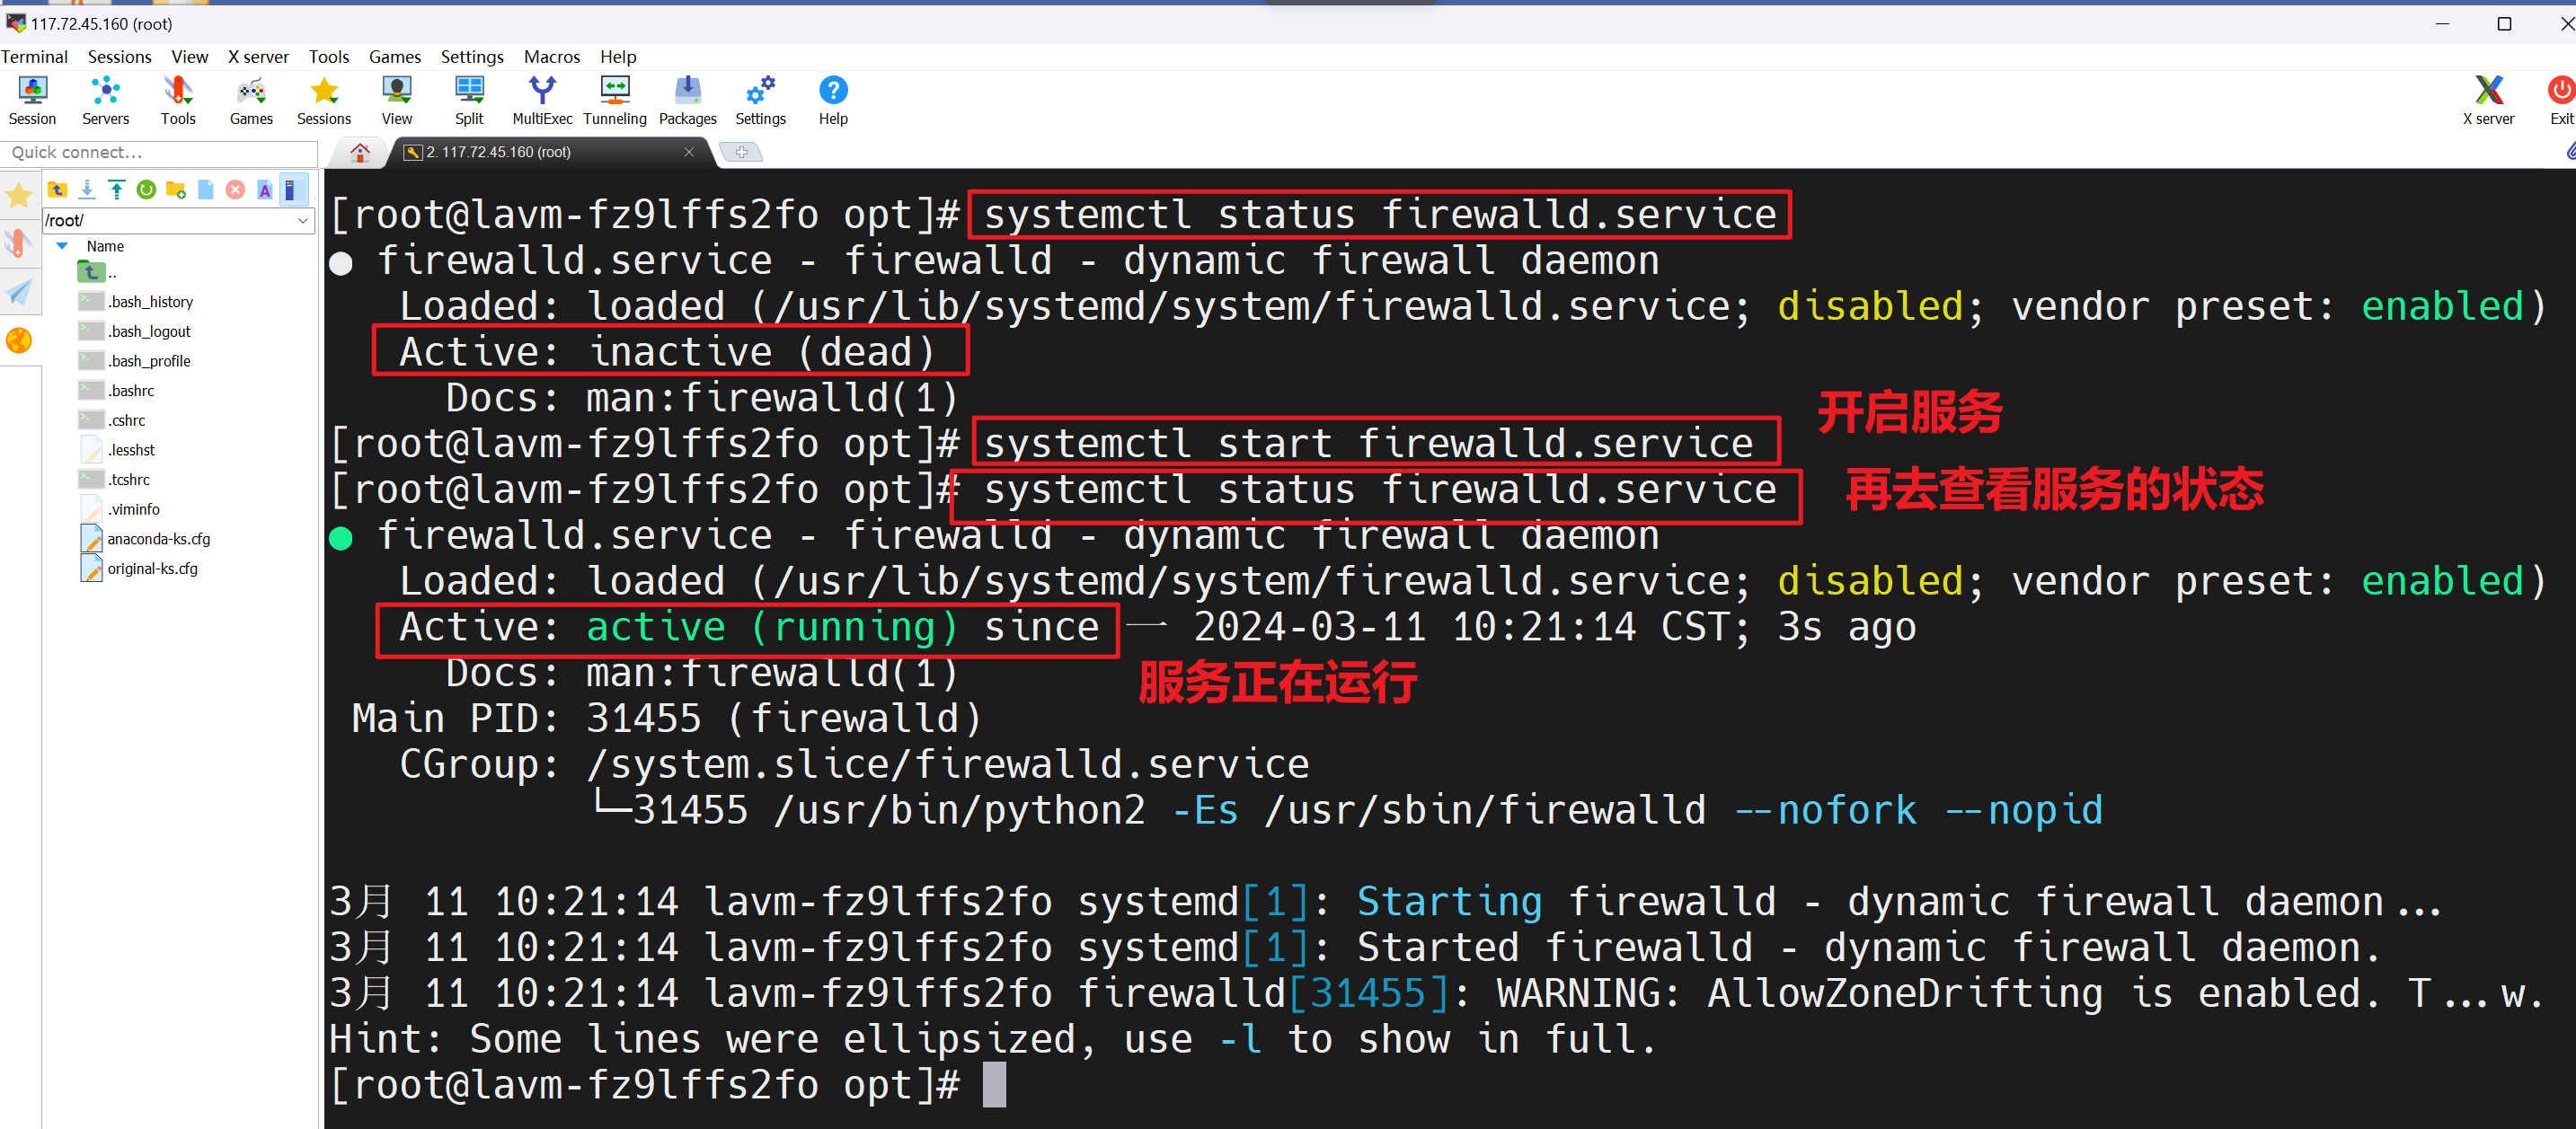 117.72.45.160 (root)
Terminal Sessions View X server Tools Games Settings Macros Help
Session Servers Tools Games Sessions View Split MultiExec Tunneling Packages Settings Help X server Exit
Quick connect...
2. 117.72.45.160 (root)
/root/
Name
..
.bash_history
.bash_logout
.bash_profile
.bashrc
.cshrc
.lesshst
.tcshrc
.viminfo
anaconda-ks.cfg
original-ks.cfg
[root@lavm-fz9lffs2fo opt]# systemctl status firewalld.service
● firewalld.service - firewalld - dynamic firewall daemon
Loaded: loaded (/usr/lib/systemd/system/firewalld.service; disabled; vendor preset: enabled)
Active: inactive (dead)
Docs: man:firewalld(1)
开启服务
[root@lavm-fz9lffs2fo opt]# systemctl start firewalld.service
[root@lavm-fz9lffs2fo opt]# systemctl status firewalld.service
再去查看服务的状态
● firewalld.service - firewalld - dynamic firewall daemon
Loaded: loaded (/usr/lib/systemd/system/firewalld.service; disabled; vendor preset: enabled)
Active: active (running) since 一 2024-03-11 10:21:14 CST; 3s ago
Docs: man:firewalld(1)
服务正在运行
Main PID: 31455 (firewalld)
CGroup: /system.slice/firewalld.service
└─31455 /usr/bin/python2 -Es /usr/sbin/firewalld --nofork --nopid
3月 11 10:21:14 lavm-fz9lffs2fo systemd[1]: Starting firewalld - dynamic firewall daemon...
3月 11 10:21:14 lavm-fz9lffs2fo systemd[1]: Started firewalld - dynamic firewall daemon.
3月 11 10:21:14 lavm-fz9lffs2fo firewalld[31455]: WARNING: AllowZoneDrifting is enabled. T...w.
Hint: Some lines were ellipsized, use -l to show in full.
[root@lavm-fz9lffs2fo opt]#